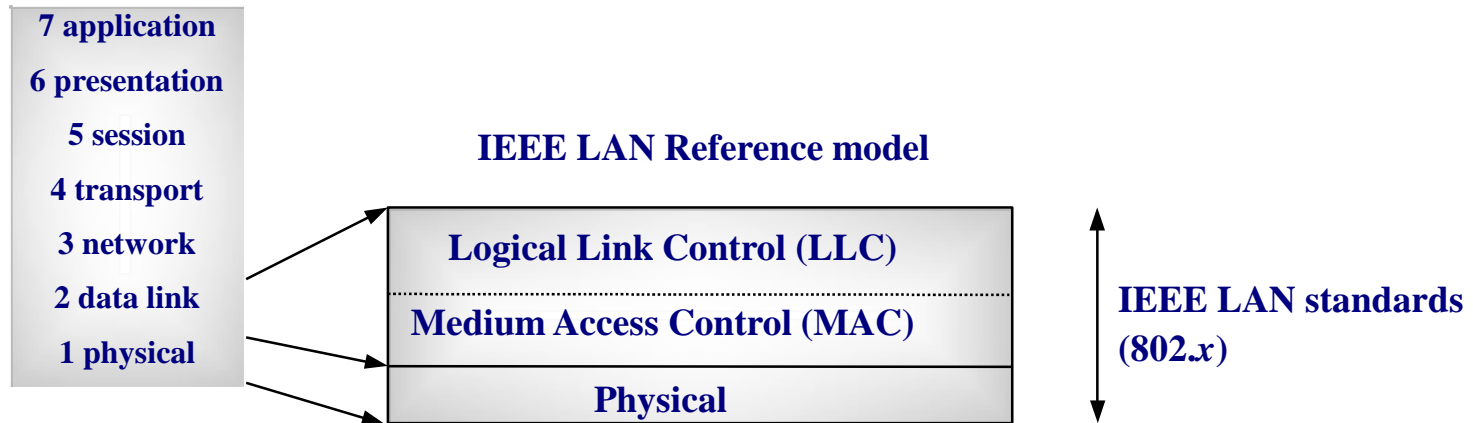 7 application
6 presentation
5 session
4 transport
3 network
2 data link
1 physical
IEEE LAN Reference model
Logical Link Control (LLC)
Medium Access Control (MAC)
Physical
IEEE LAN standards
(802.x)